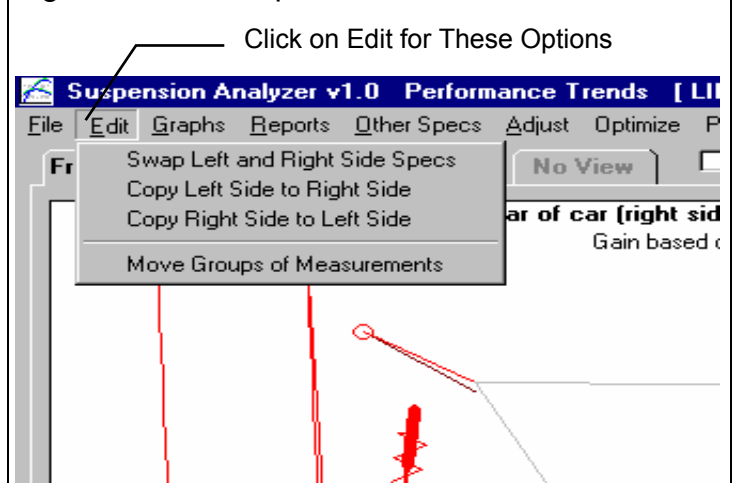 Click on Edit for These Options
Suspension Analyzer v1.0 Performance Trends [
File Edit Graphs Reports Other Specs Adjust Optimize
Swap Left and Right Side Specs
No View
Copy Left Side to Right Side
Copy Right Side to Left Side
of car (right
Gain based
Move Groups of Measurements